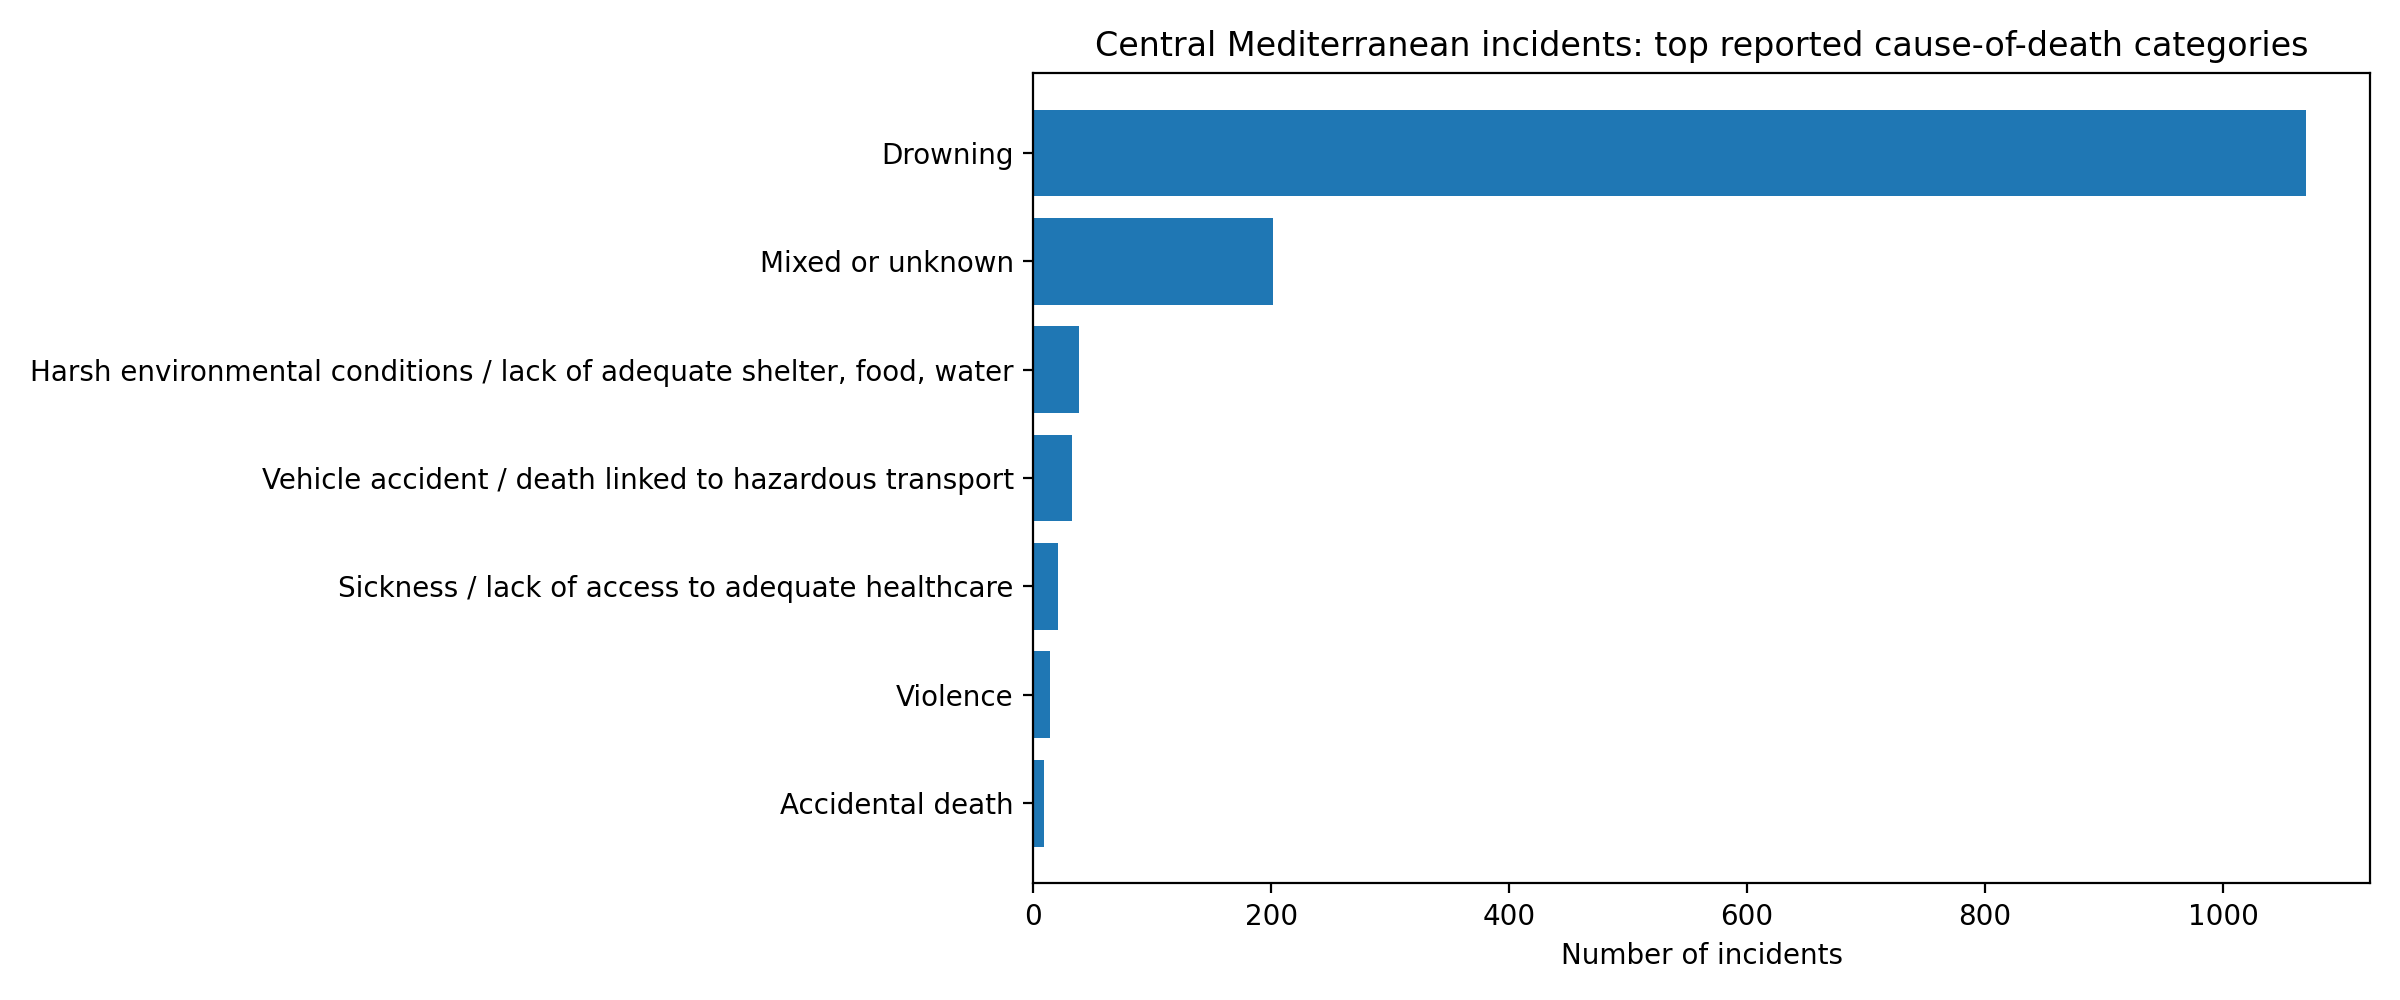 Central Mediterranean incidents: top reported cause-of-death categories
Drowning
Mixed or unknown
Harsh environmental conditions / lack of adequate shelter, food, water
Vehicle accident / death linked to hazardous transport
Sickness / lack of access to adequate healthcare
Violence
Accidental death
0 200 400 600 800 1000
Number of incidents